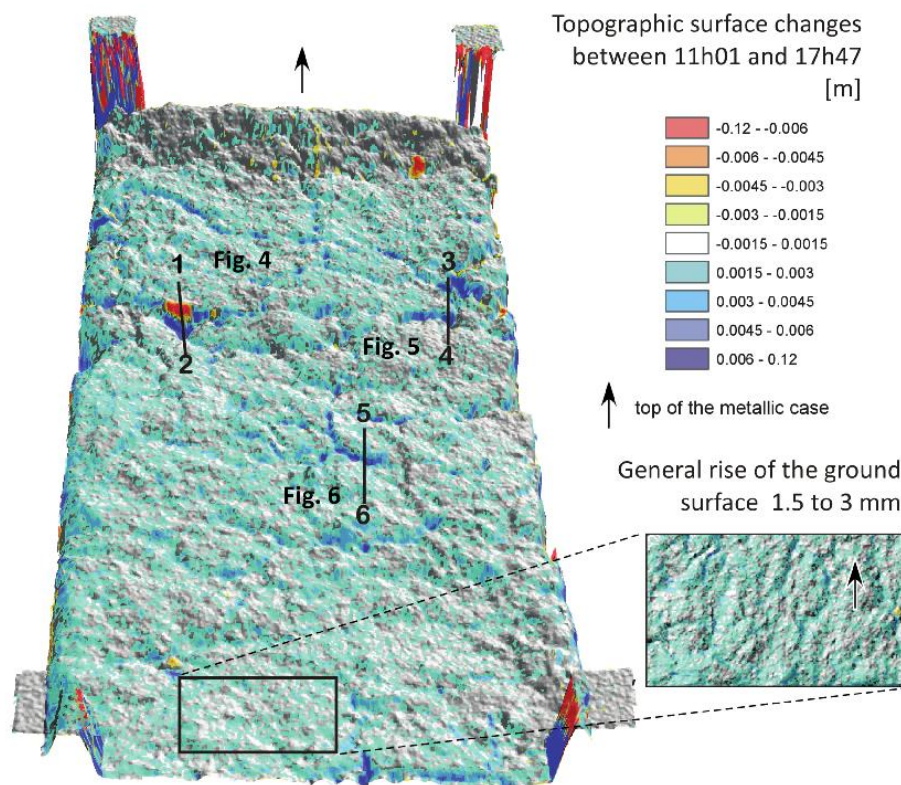 Topographic surface changes
between 11h01 and 17h47
[m]
-0.12 - -0.006
-0.006 - -0.0045
-0.0045 - -0.003
-0.003 - -0.0015
-0.0015 - 0.0015
0.0015 - 0.003
0.003 - 0.0045
0.0045 - 0.006
0.006 - 0.12
top of the metallic case
General rise of the ground
surface 1.5 to 3 mm
1
Fig. 4
2
3
Fig. 5
4
5
Fig. 6
6